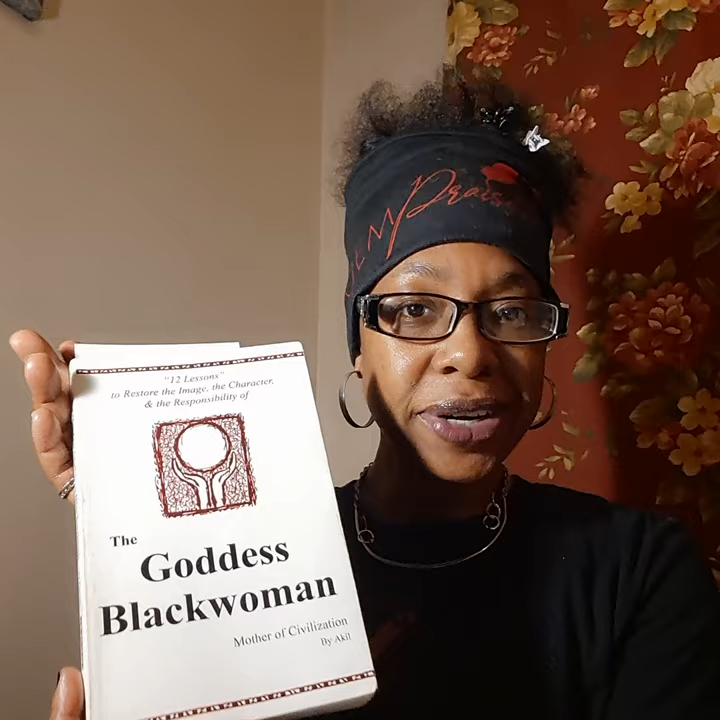 Praise
"12 Lessons"
to Restore the Image, the Character,
& the Responsibility of
The
Goddess
Blackwoman
Mother of Civilization
By Akil